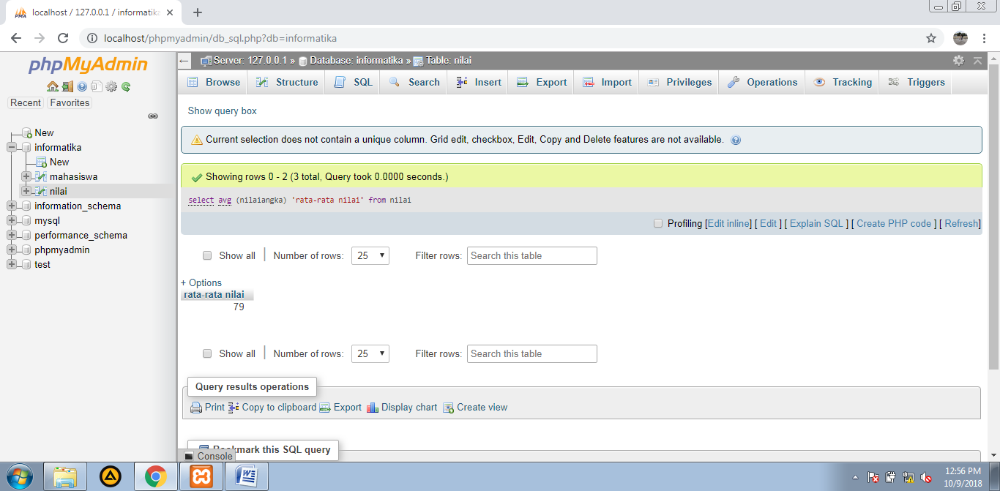 localhost / 127.0.0.1 / informatika
localhost/phpmyadmin/db_sql.php?db=informatika
phpMyAdmin
Recent Favorites
New
informatika
New
mahasiswa
nilai
information_schema
mysql
performance_schema
phpmyadmin
test
Server: 127.0.0.1 » Database: informatika » Table: nilai
Browse Structure SQL Search Insert Export Import Privileges Operations Tracking Triggers
Show query box
Current selection does not contain a unique column. Grid edit, checkbox, Edit, Copy and Delete features are not available.
Showing rows 0 - 2 (3 total, Query took 0.0000 seconds.)
select avg (nilaiangka) 'rata-rata nilai' from nilai
Profiling [Edit inline] [ Edit ] [ Explain SQL ] [ Create PHP code ] [ Refresh]
Show all | Number of rows: 25 Filter rows: Search this table
+ Options
rata-rata nilai
79
Show all | Number of rows: 25 Filter rows: Search this table
Query results operations
Print Copy to clipboard Export Display chart Create view
Bookmark this SQL query
Console
12:56 PM
10/9/2018